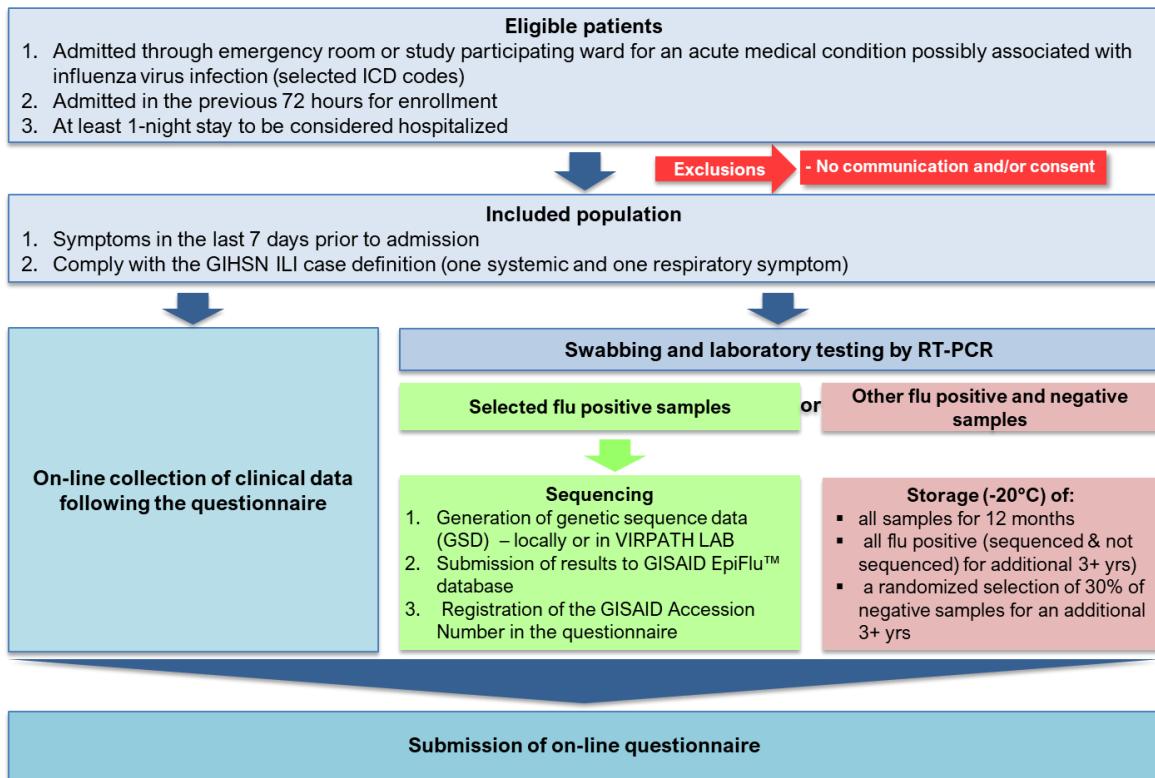 Eligible patients
1. Admitted through emergency room or study participating ward for an acute medical condition possibly associated with
influenza virus infection (selected ICD codes)
2. Admitted in the previous 72 hours for enrollment
3. At least 1-night stay to be considered hospitalized
Exclusions
- No communication and/or consent
Included population
1. Symptoms in the last 7 days prior to admission
2. Comply with the GIHSN ILI case definition (one systemic and one respiratory symptom)
On-line collection of clinical data
following the questionnaire
Swabbing and laboratory testing by RT-PCR
Selected flu positive samples
or
Other flu positive and negative
samples
Sequencing
1. Generation of genetic sequence data
(GSD) – locally or in VIRPATH LAB
2. Submission of results to GISAID EpiFlu™
database
3. Registration of the GISAID Accession
Number in the questionnaire
Storage (-20°C) of:
▪ all samples for 12 months
▪ all flu positive (sequenced & not
sequenced) for additional 3+ yrs)
▪ a randomized selection of 30% of
negative samples for an additional
3+ yrs
Submission of on-line questionnaire